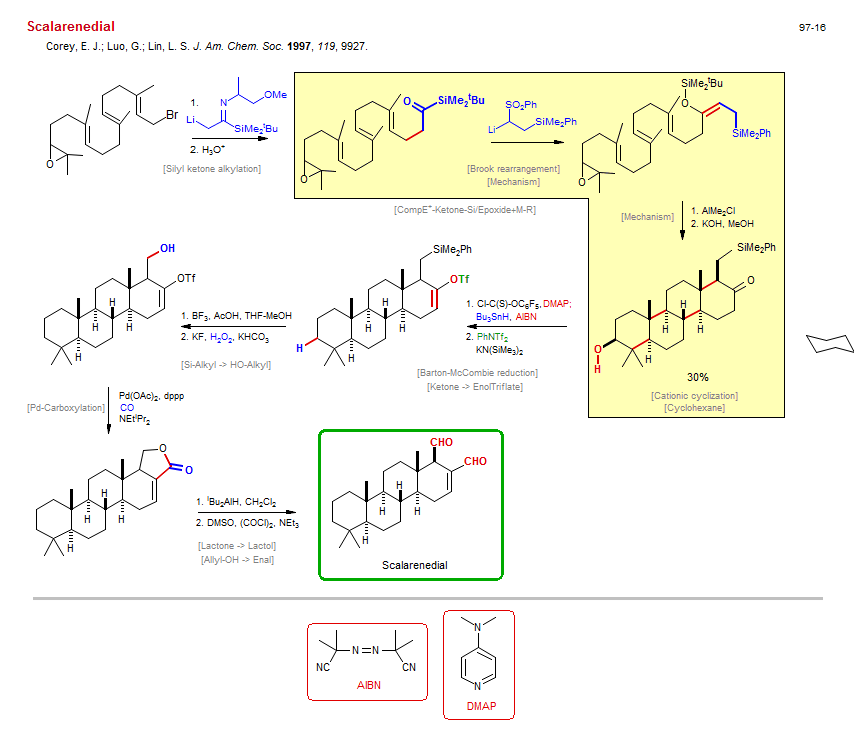 Scalarenedial
97-16
Corey, E. J.; Luo, G.; Lin, L. S. J. Am. Chem. Soc. 1997, 119, 9927.
Br
O
1.
N
OMe
Li
SiMe₂ᵗBu
2. H₃O⁺
[Silyl ketone alkylation]
O
SiMe₂ᵗBu
O
SO₂Ph
Li
SiMe₂Ph
[Brook rearrangement]
[Mechanism]
SiMe₂ᵗBu
O
SiMe₂Ph
O
[CompE⁺-Ketone-Si/Epoxide+M-R]
[Mechanism]
1. AlMe₂Cl
2. KOH, MeOH
OH
OTf
H
H
H
H
1. BF₃, AcOH, THF-MeOH
2. KF, H₂O₂, KHCO₃
[Si-Alkyl -> HO-Alkyl]
SiMe₂Ph
OTf
H
H
H
H
H
1. Cl-C(S)-OC₆F₅, DMAP;
Bu₃SnH, AIBN
2. PhNTf₂
KN(SiMe₃)₂
[Barton-McCombie reduction]
[Ketone -> EnolTriflate]
SiMe₂Ph
O
H
H
H
H
O
H
30%
[Cationic cyclization]
[Cyclohexane]
[Pd-Carboxylation]
Pd(OAc)₂, dppp
CO
NEtⁱPr₂
O
O
H
H
H
H
1. ⁱBu₂AlH, CH₂Cl₂
2. DMSO, (COCl)₂, NEt₃
[Lactone -> Lactol]
[Allyl-OH -> Enal]
CHO
CHO
H
H
H
H
Scalarenedial
N=N
NC
CN
AIBN
N
N
DMAP